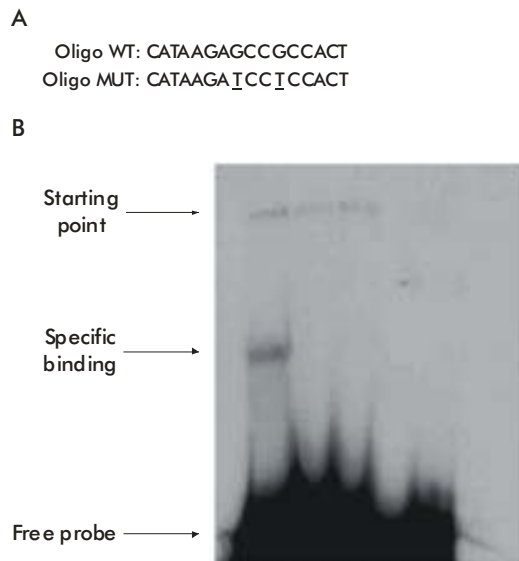 A
Oligo WT: CATAAGAGCCGCCACT
Oligo MUT: CATAAGATCCTCCACT
B
Starting
point
Specific
binding
Free probe